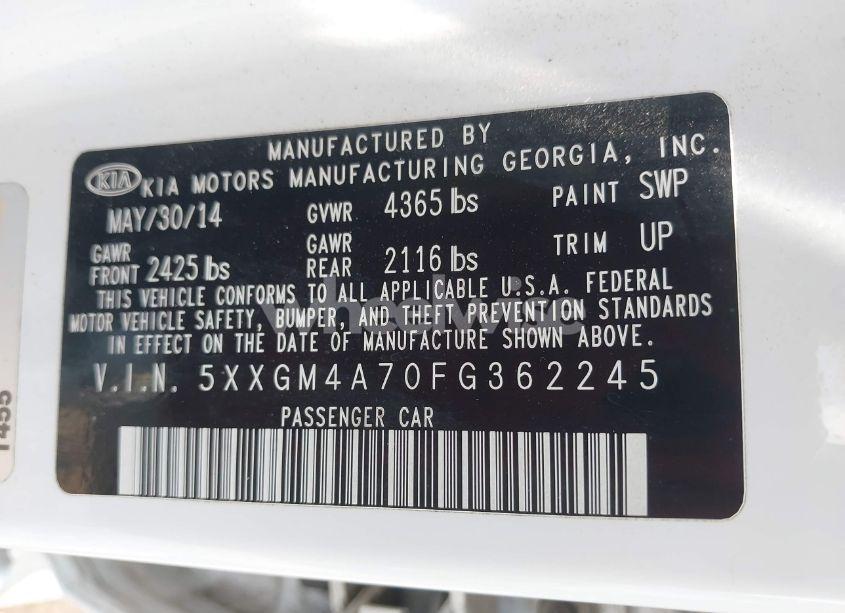 MANUFACTURED BY
KIA KIA MOTORS MANUFACTURING GEORGIA, INC.
MAY/30/14 GVWR 4365 lbs PAINT SWP
GAWR FRONT 2425 lbs GAWR REAR 2116 lbs TRIM UP
THIS VEHICLE CONFORMS TO ALL APPLICABLE U.S.A. FEDERAL
MOTOR VEHICLE SAFETY, BUMPER, AND THEFT PREVENTION STANDARDS
IN EFFECT ON THE DATE OF MANUFACTURE SHOWN ABOVE.
V.I.N. 5XXGM4A70FG362245
PASSENGER CAR